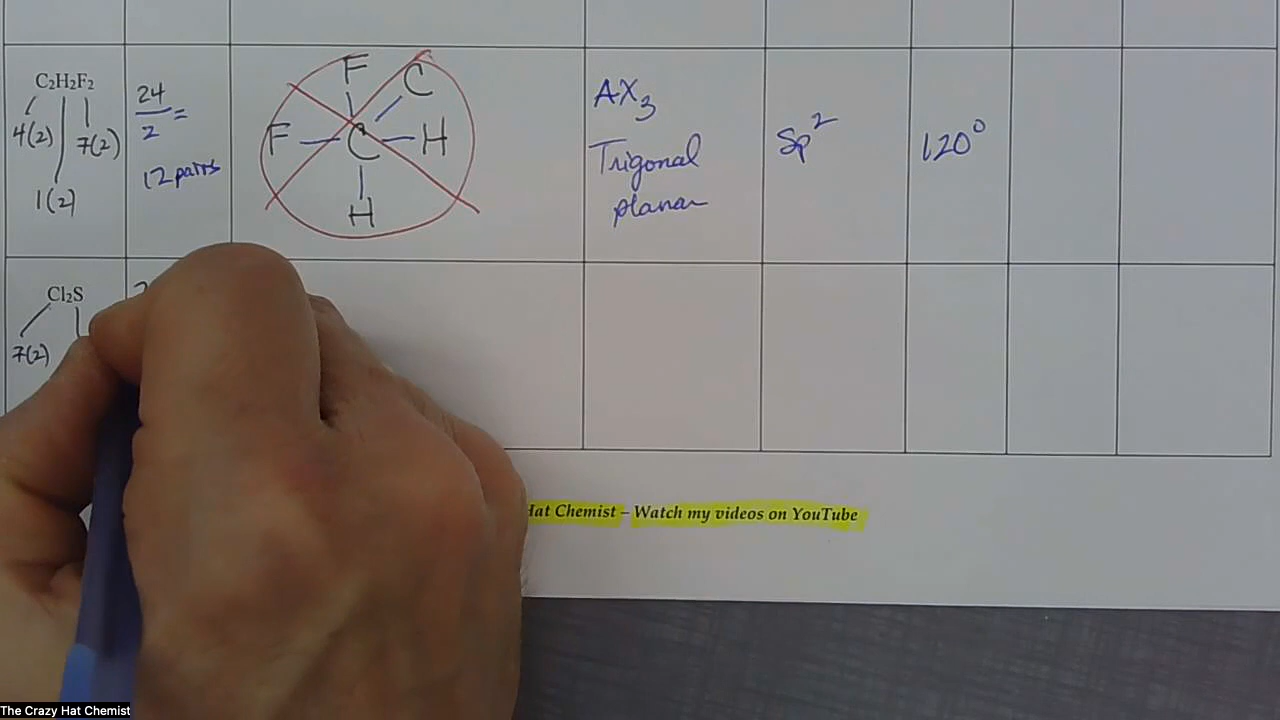 C₂H₂F₂
4(2) 7(2)
1(2)
24
2 =
12 pairs
F C
F C H
H
AX₃
Trigonal
planar
Sp²
120°
Cl₂S
7(2)
Hat Chemist – Watch my videos on YouTube
The Crazy Hat Chemist